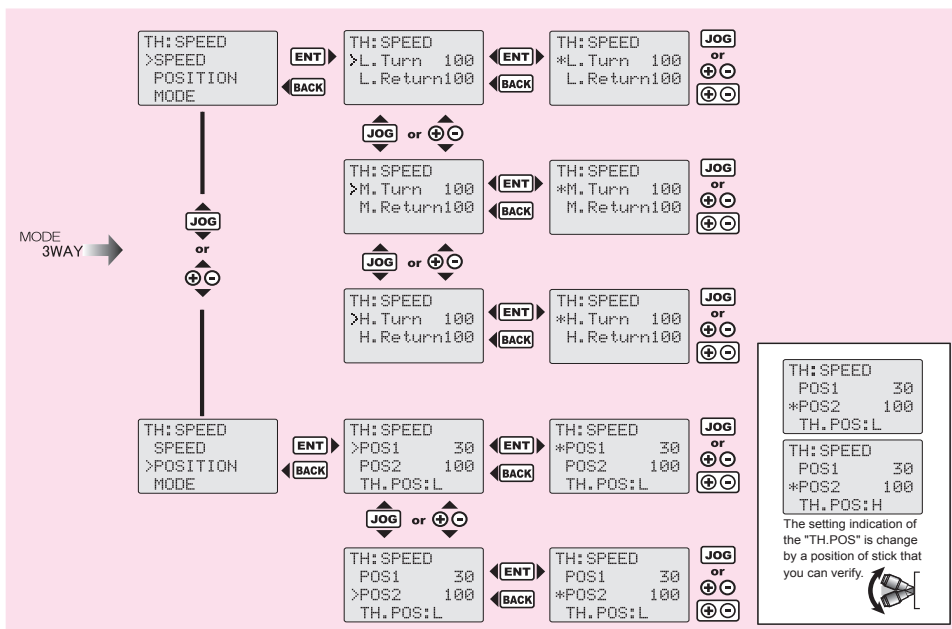 TH:SPEED
>SPEED
POSITION
MODE
ENT
BACK
TH:SPEED
>L.Turn 100
L.Return100
ENT
BACK
TH:SPEED
*L.Turn 100
L.Return100
JOG
or
+ -
+ -
JOG or + -
TH:SPEED
>M.Turn 100
M.Return100
ENT
BACK
TH:SPEED
*M.Turn 100
M.Return100
JOG
or
+ -
+ -
MODE
3WAY
JOG
or
+ -
JOG or + -
TH:SPEED
>H.Turn 100
H.Return100
ENT
BACK
TH:SPEED
*H.Turn 100
H.Return100
JOG
or
+ -
+ -
TH:SPEED
SPEED
>POSITION
MODE
ENT
BACK
TH:SPEED
>POS1 30
POS2 100
TH.POS:L
ENT
BACK
TH:SPEED
*POS1 30
POS2 100
TH.POS:L
JOG
or
+ -
+ -
JOG or + -
TH:SPEED
POS1 30
>POS2 100
TH.POS:L
ENT
BACK
TH:SPEED
POS1 30
*POS2 100
TH.POS:L
JOG
or
+ -
+ -
TH:SPEED
POS1 30
*POS2 100
TH.POS:L
TH:SPEED
POS1 30
*POS2 100
TH.POS:H
The setting indication of
the "TH.POS" is change
by a position of stick that
you can verify.